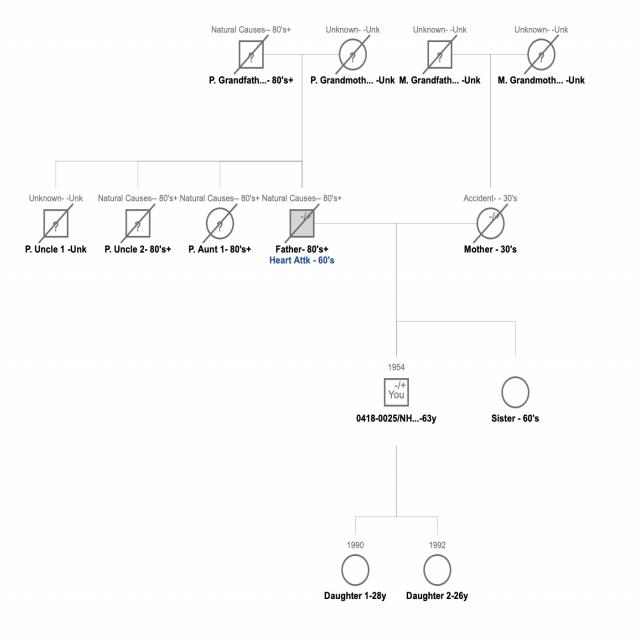 Natural Causes-- 80's+
Unknown- -Unk
Unknown- -Unk
Unknown- -Unk
?
?
?
?
P. Grandfath...- 80's+
P. Grandmoth... -Unk
M. Grandfath... -Unk
M. Grandmoth... -Unk
Unknown- -Unk
Natural Causes-- 80's+
Natural Causes-- 80's+
Natural Causes-- 80's+
Accident- - 30's
?
?
?
-/+
-/+
P. Uncle 1 -Unk
P. Uncle 2- 80's+
P. Aunt 1- 80's+
Father- 80's+
Mother - 30's
Heart Attk - 60's
1954
-/+
You
0418-0025/NH...-63y
Sister - 60's
1990
1992
Daughter 1-28y
Daughter 2-26y